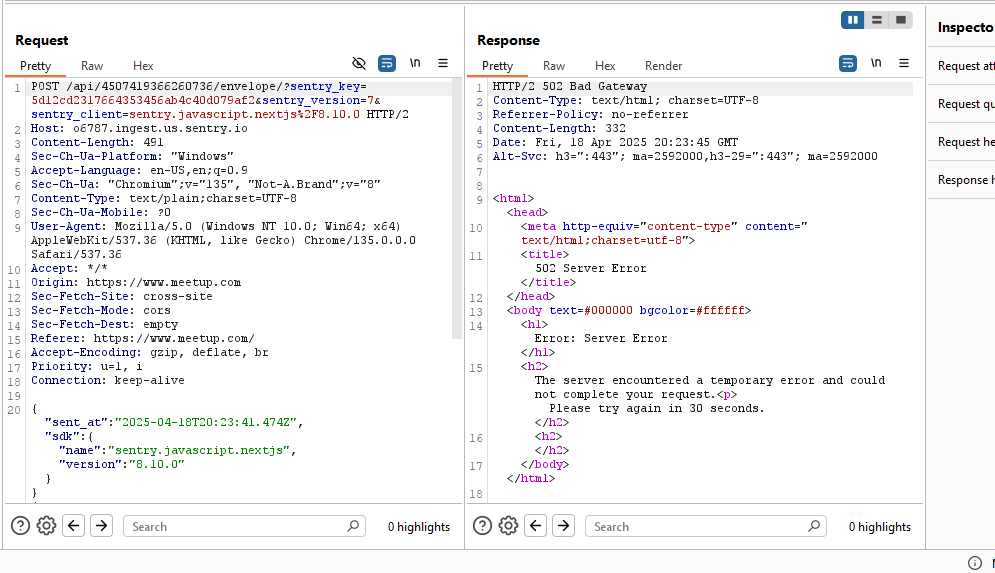 Request
Pretty Raw Hex
\n
1 POST /api/4507419366260736/envelope/?sentry_key=
5d12cd2317664353456ab4c40d079af2&sentry_version=7&
sentry_client=sentry.javascript.nextjs%2F8.10.0 HTTP/2
2 Host: o6787.ingest.us.sentry.io
3 Content-Length: 491
4 Sec-Ch-Ua-Platform: "Windows"
5 Accept-Language: en-US,en;q=0.9
6 Sec-Ch-Ua: "Chromium";v="135", "Not-A.Brand";v="8"
7 Content-Type: text/plain;charset=UTF-8
8 Sec-Ch-Ua-Mobile: ?0
9 User-Agent: Mozilla/5.0 (Windows NT 10.0; Win64; x64)
AppleWebKit/537.36 (KHTML, like Gecko) Chrome/135.0.0.0
Safari/537.36
10 Accept: */*
11 Origin: https://www.meetup.com
12 Sec-Fetch-Site: cross-site
13 Sec-Fetch-Mode: cors
14 Sec-Fetch-Dest: empty
15 Referer: https://www.meetup.com/
16 Accept-Encoding: gzip, deflate, br
17 Priority: u=1, i
18 Connection: keep-alive
19
20 {
"sent_at":"2025-04-18T20:23:41.474Z",
"sdk":{
"name":"sentry.javascript.nextjs",
"version":"8.10.0"
}
}
Search
0 highlights
Response
Pretty Raw Hex Render
\n
1 HTTP/2 502 Bad Gateway
2 Content-Type: text/html; charset=UTF-8
3 Referrer-Policy: no-referrer
4 Content-Length: 332
5 Date: Fri, 18 Apr 2025 20:23:45 GMT
6 Alt-Svc: h3=":443"; ma=2592000,h3-29=":443"; ma=2592000
7
8
9 <html>
<head>
10 <meta http-equiv="content-type" content="
text/html;charset=utf-8">
11 <title>
502 Server Error
</title>
12 </head>
13 <body text=#000000 bgcolor=#ffffff>
14 <h1>
Error: Server Error
</h1>
15 <h2>
The server encountered a temporary error and could
not complete your request.<p>
Please try again in 30 seconds.
</h2>
16 <h2>
</h2>
17 </body>
</html>
18
Search
0 highlights
Inspecto
Request att
Request qu
Request he
Response h